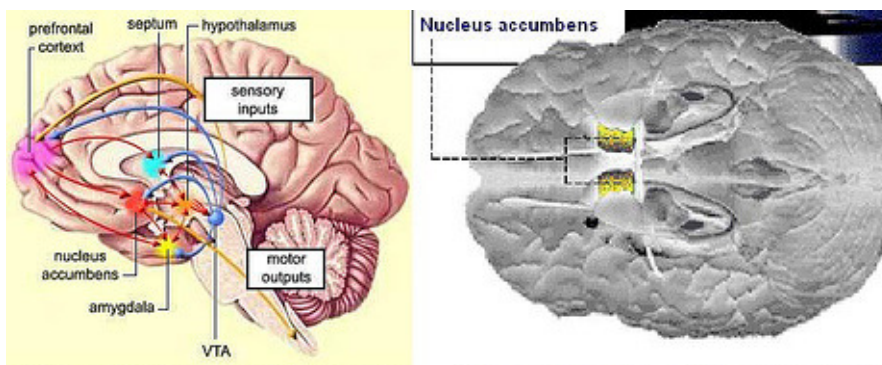 prefrontal
cortex
septum
hypothalamus
sensory
inputs
nucleus
accumbens
amygdala
motor
outputs
VTA
Nucleus accumbens